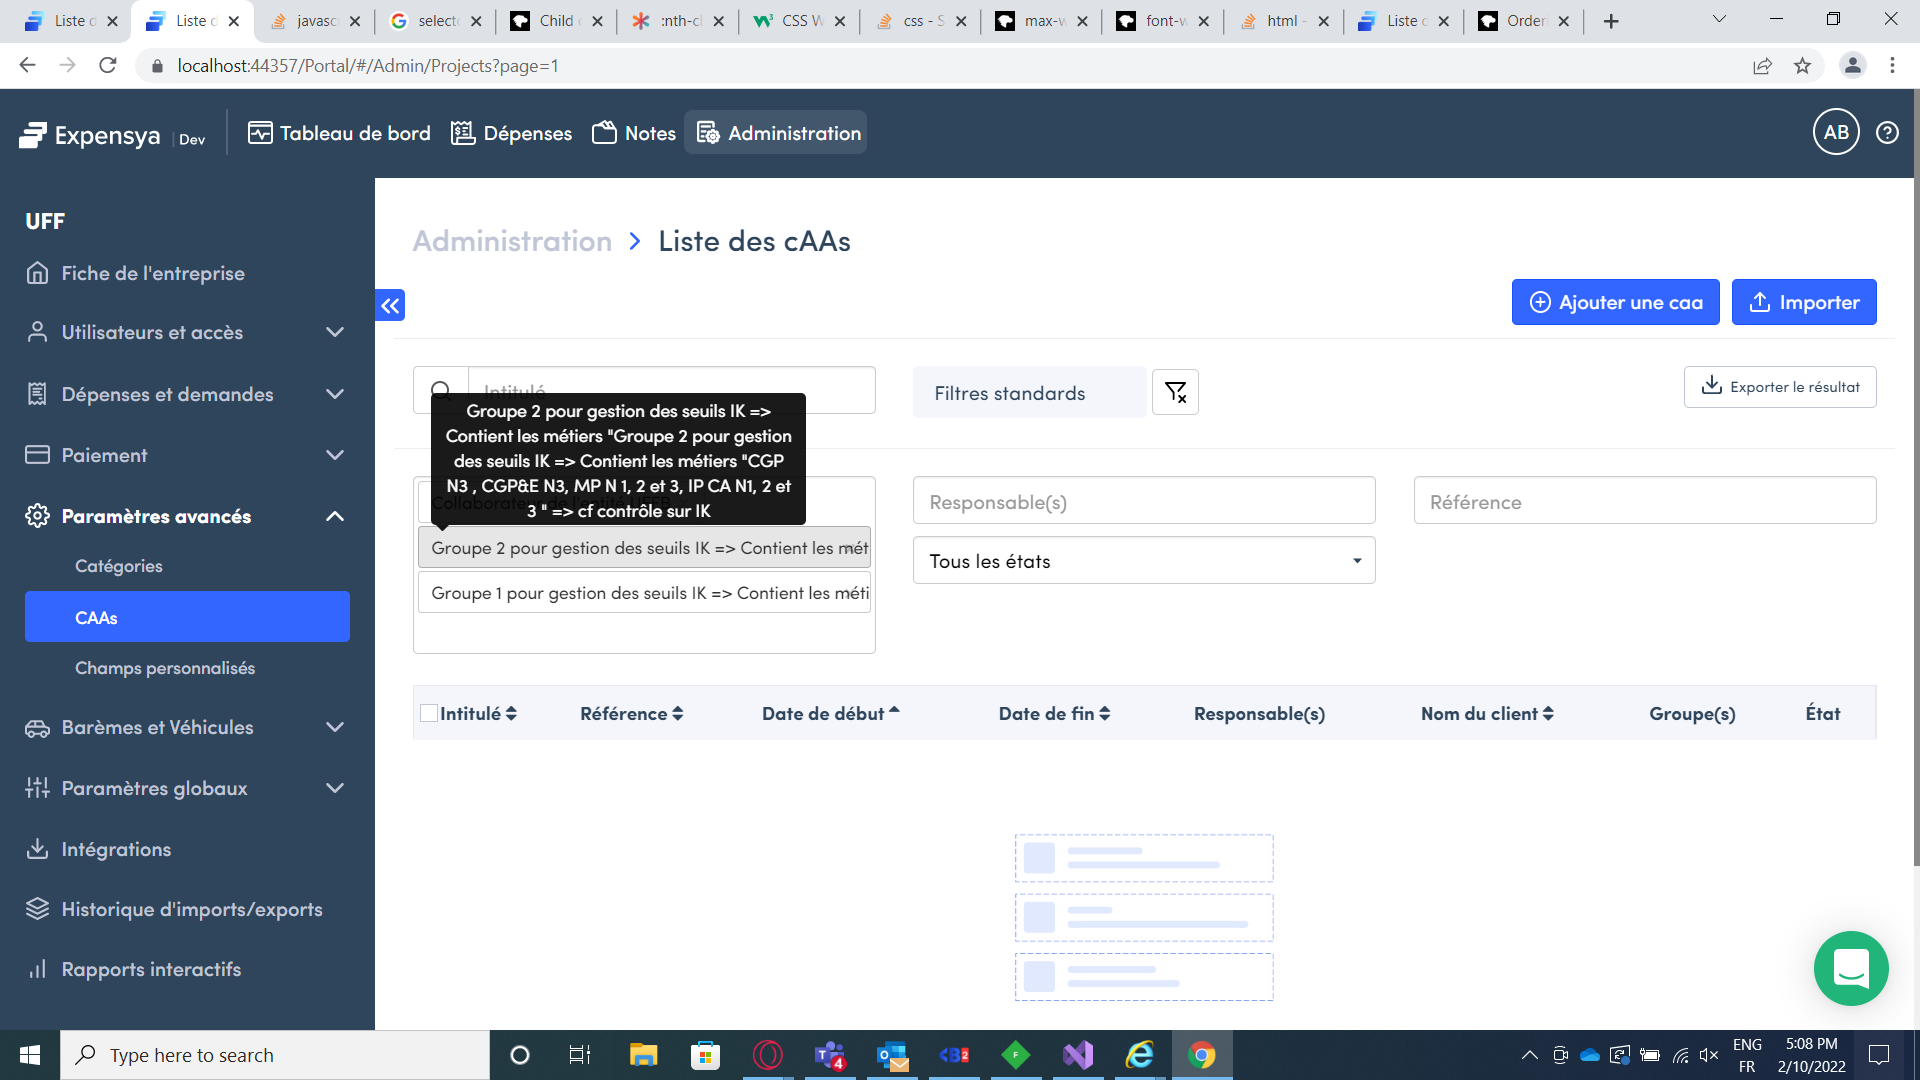 Liste d
Liste d
javasc
selecto
Child c
:nth-cl
CSS W
css - S
max-w
font-w
html -
Liste c
Order
localhost:44357/Portal/#/Admin/Projects?page=1
Expensya | Dev
Tableau de bord
Dépenses
Notes
Administration
AB
UFF
Fiche de l'entreprise
Utilisateurs et accès
Dépenses et demandes
Paiement
Paramètres avancés
Catégories
CAAs
Champs personnalisés
Barèmes et Véhicules
Paramètres globaux
Intégrations
Historique d'imports/exports
Rapports interactifs
Administration > Liste des cAAs
Ajouter une caa
Importer
Intitulé
Filtres standards
Exporter le résultat
Groupe 2 pour gestion des seuils IK =>
Contient les métiers "Groupe 2 pour gestion
des seuils IK => Contient les métiers "CGP
N3 , CGP&E N3, MP N 1, 2 et 3, IP CA N1, 2 et
3 " => cf contrôle sur IK
Collaborateur de l'entité UFFB
Groupe 2 pour gestion des seuils IK => Contient les mét
Groupe 1 pour gestion des seuils IK => Contient les méti
Responsable(s)
Référence
Tous les états
Intitulé
Référence
Date de début
Date de fin
Responsable(s)
Nom du client
Groupe(s)
État
Type here to search
4
ENG
FR
5:08 PM
2/10/2022